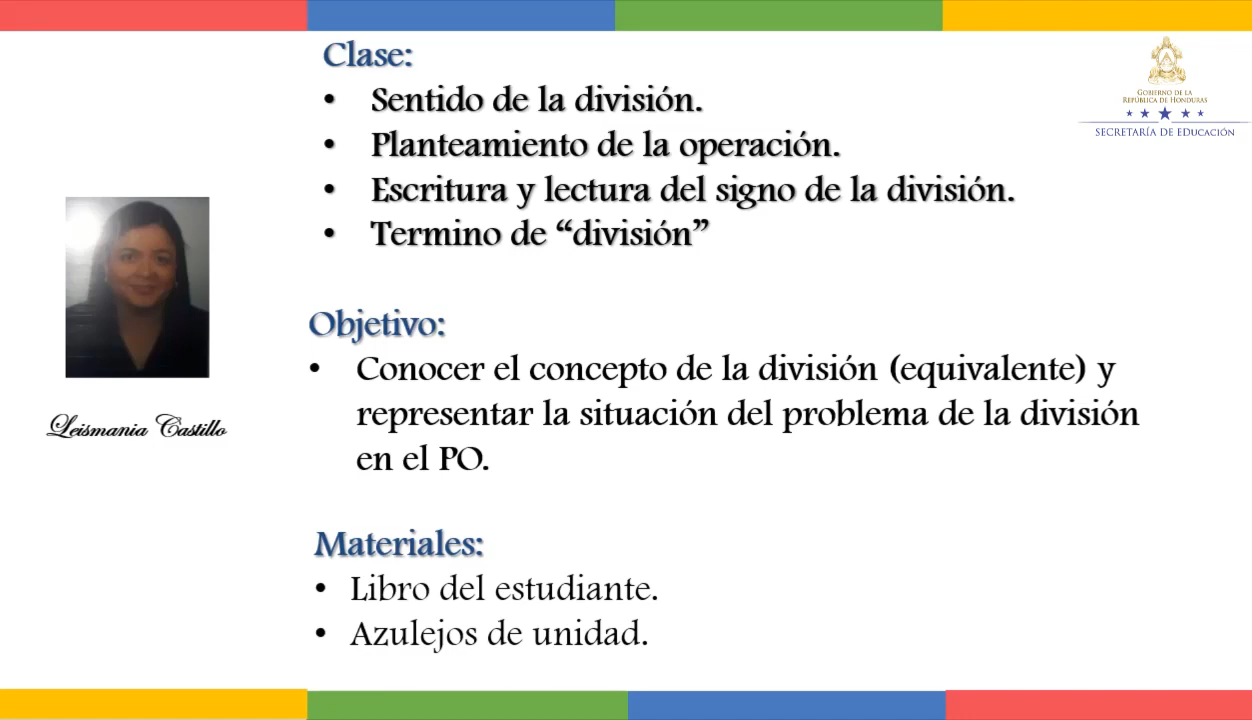 Clase:
• Sentido de la división.
• Planteamiento de la operación.
• Escritura y lectura del signo de la división.
• Termino de “división”
GOBIERNO DE LA
REPÚBLICA DE HONDURAS
SECRETARÍA DE EDUCACIÓN
Leismania Castillo
Objetivo:
• Conocer el concepto de la división (equivalente) y
representar la situación del problema de la división
en el PO.
Materiales:
• Libro del estudiante.
• Azulejos de unidad.